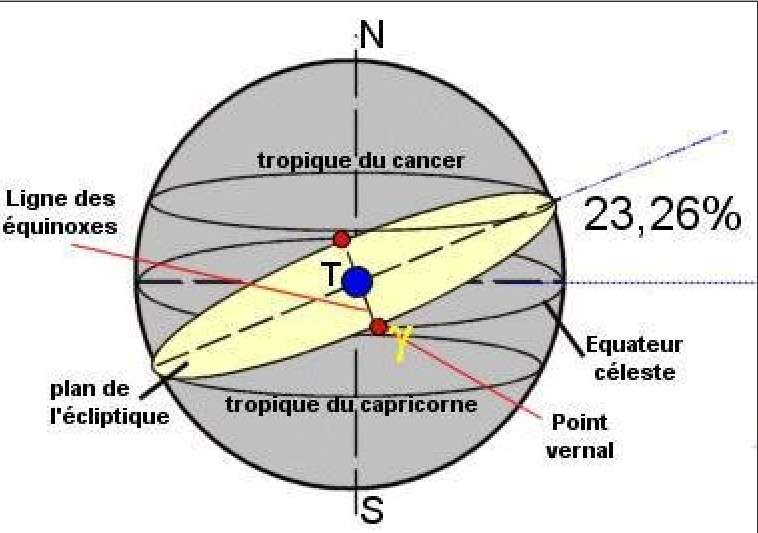 N
tropique du cancer
Ligne des
équinoxes
23,26%
T
γ
Equateur
céleste
plan de
l'écliptique
tropique du capricorne
Point
vernal
S